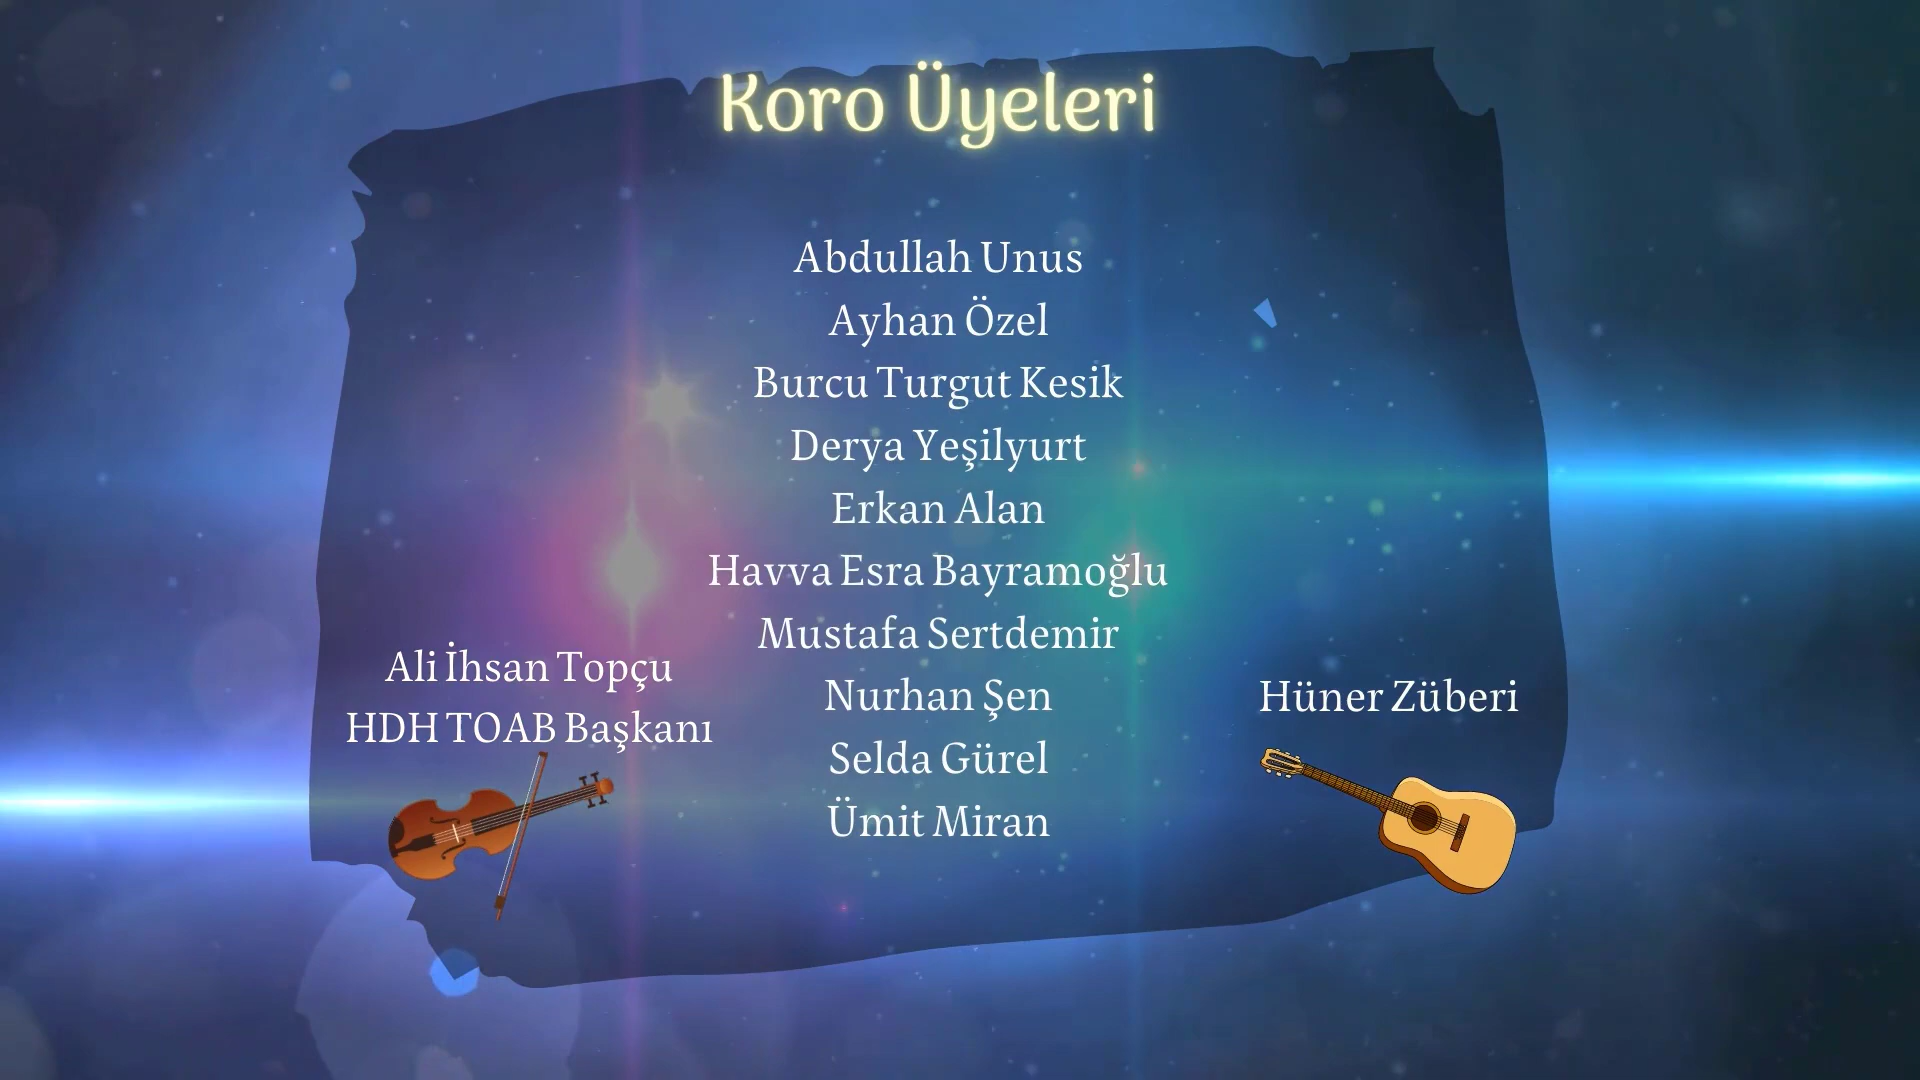 Koro Üyeleri
Abdullah Unus
Ayhan Özel
Burcu Turgut Kesik
Derya Yeşilyurt
Erkan Alan
Havva Esra Bayramoğlu
Mustafa Sertdemir
Nurhan Şen
Selda Gürel
Ümit Miran
Ali İhsan Topçu
HDH TOAB Başkanı
Hüner Züberi